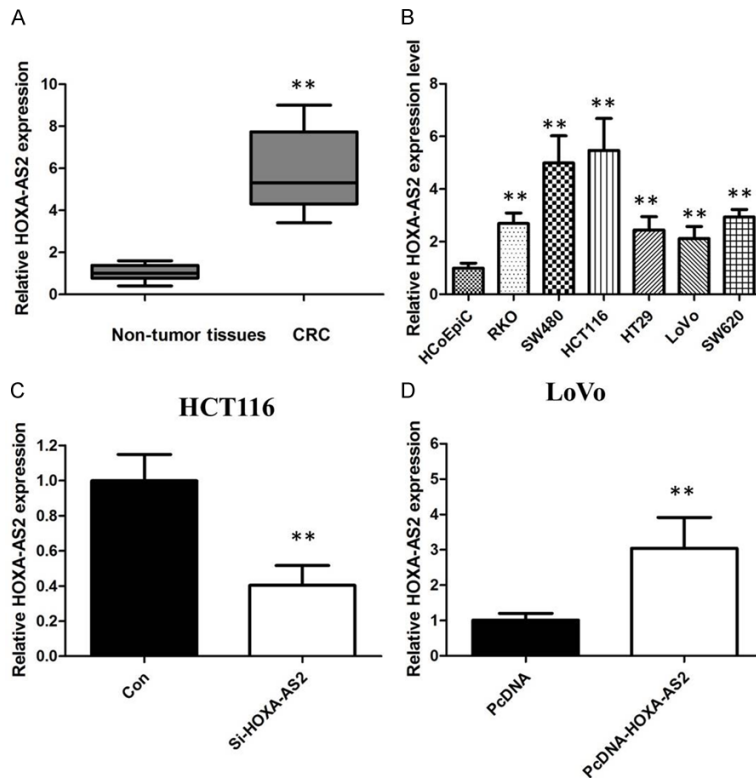 A
Relative HOXA-AS2 expression
10
8
6
4
2
0
**
Non-tumor tissues
CRC
B
Relative HOXA-AS2 expression level
8
6
4
2
0
**
**
**
**
**
**
HCoEpiC
RKO
SW480
HCT116
HT29
LoVo
SW620
C
HCT116
Relative HOXA-AS2 expression
1.2
1.0
0.8
0.6
0.4
0.2
0.0
**
Con
Si-HOXA-AS2
D
LoVo
Relative HOXA-AS2 expression
6
5
4
3
2
1
0
**
PcDNA
PcDNA-HOXA-AS2